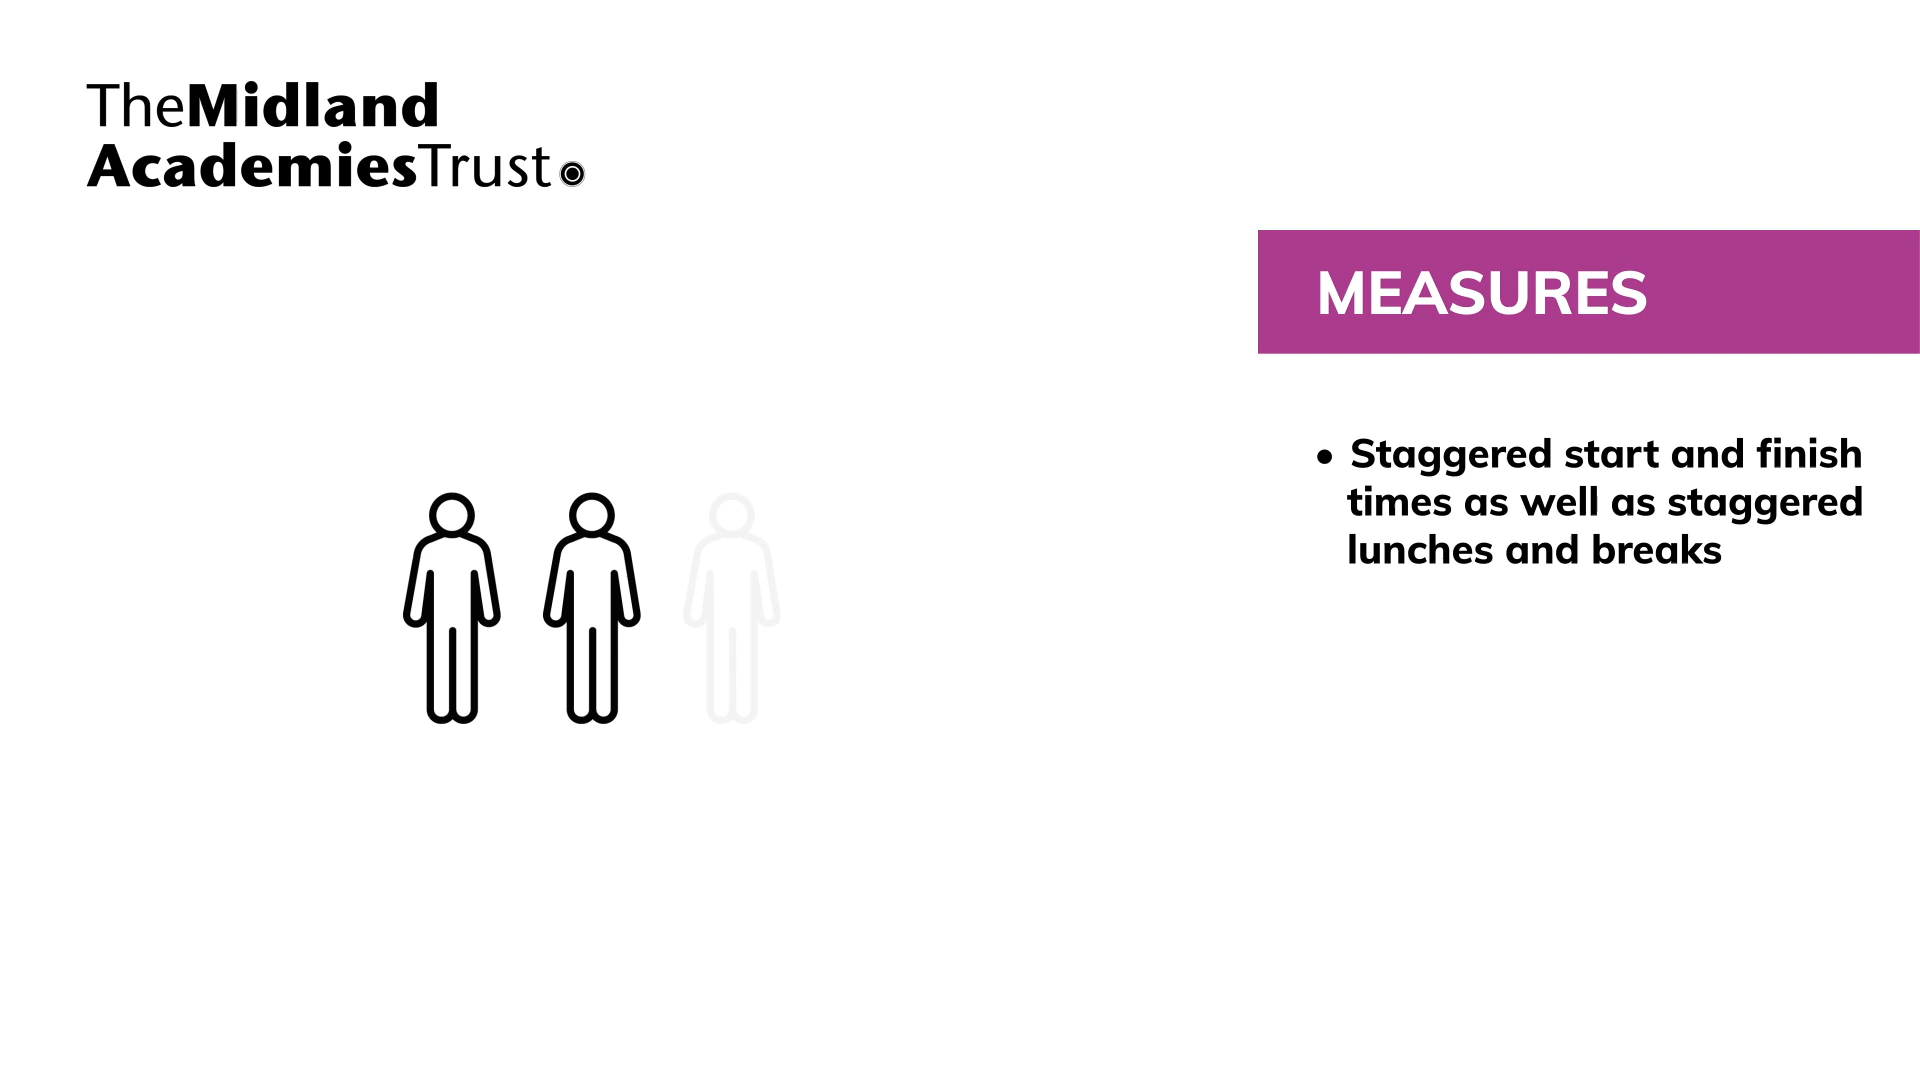 TheMidland
AcademiesTrust
MEASURES
• Staggered start and finish
times as well as staggered
lunches and breaks